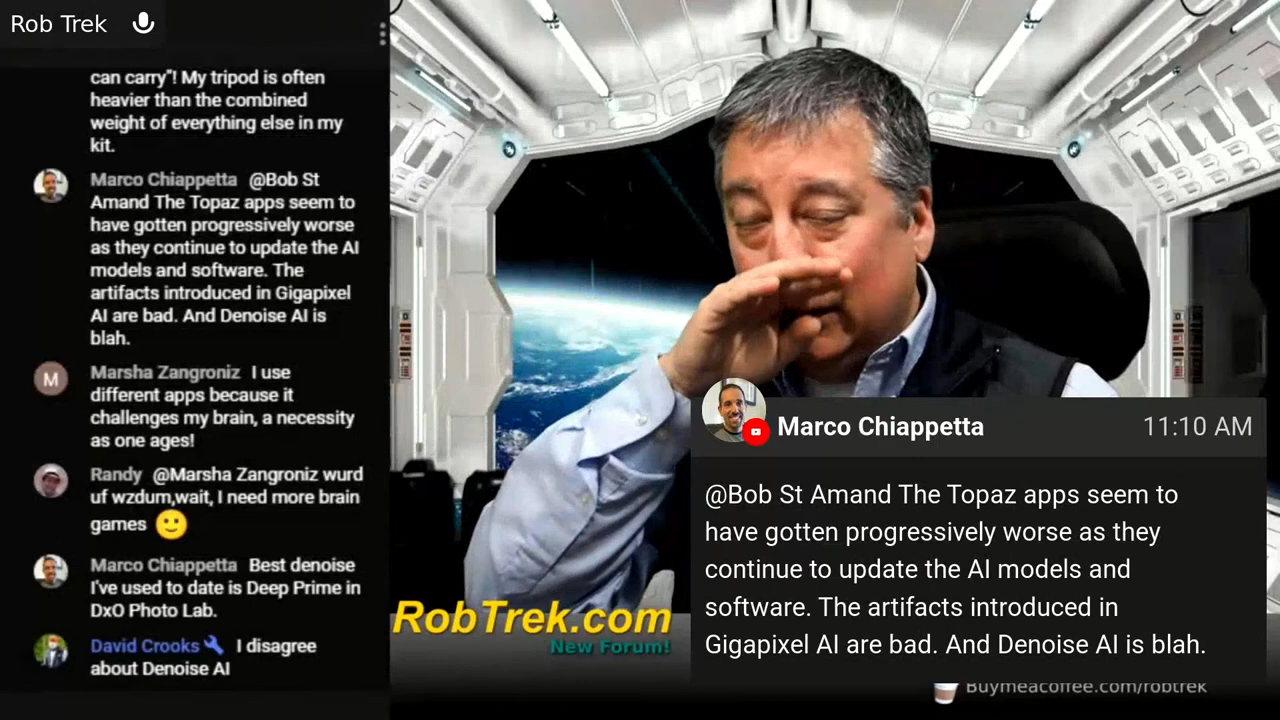 Rob Trek
can carry"! My tripod is often
heavier than the combined
weight of everything else in my
kit.
Marco Chiappetta @Bob St
Amand The Topaz apps seem to
have gotten progressively worse
as they continue to update the AI
models and software. The
artifacts introduced in Gigapixel
AI are bad. And Denoise AI is
blah.
M
Marsha Zangroniz I use
different apps because it
challenges my brain, a necessity
as one ages!
Randy @Marsha Zangroniz wurd
uf wzdum,wait, I need more brain
games 🙂
Marco Chiappetta Best denoise
I've used to date is Deep Prime in
DxO Photo Lab.
David Crooks I disagree
about Denoise AI
Marco Chiappetta 11:10 AM
@Bob St Amand The Topaz apps seem to
have gotten progressively worse as they
continue to update the AI models and
software. The artifacts introduced in
Gigapixel AI are bad. And Denoise AI is blah.
RobTrek.com
New Forum!
Buymeacoffee.com/robtrek